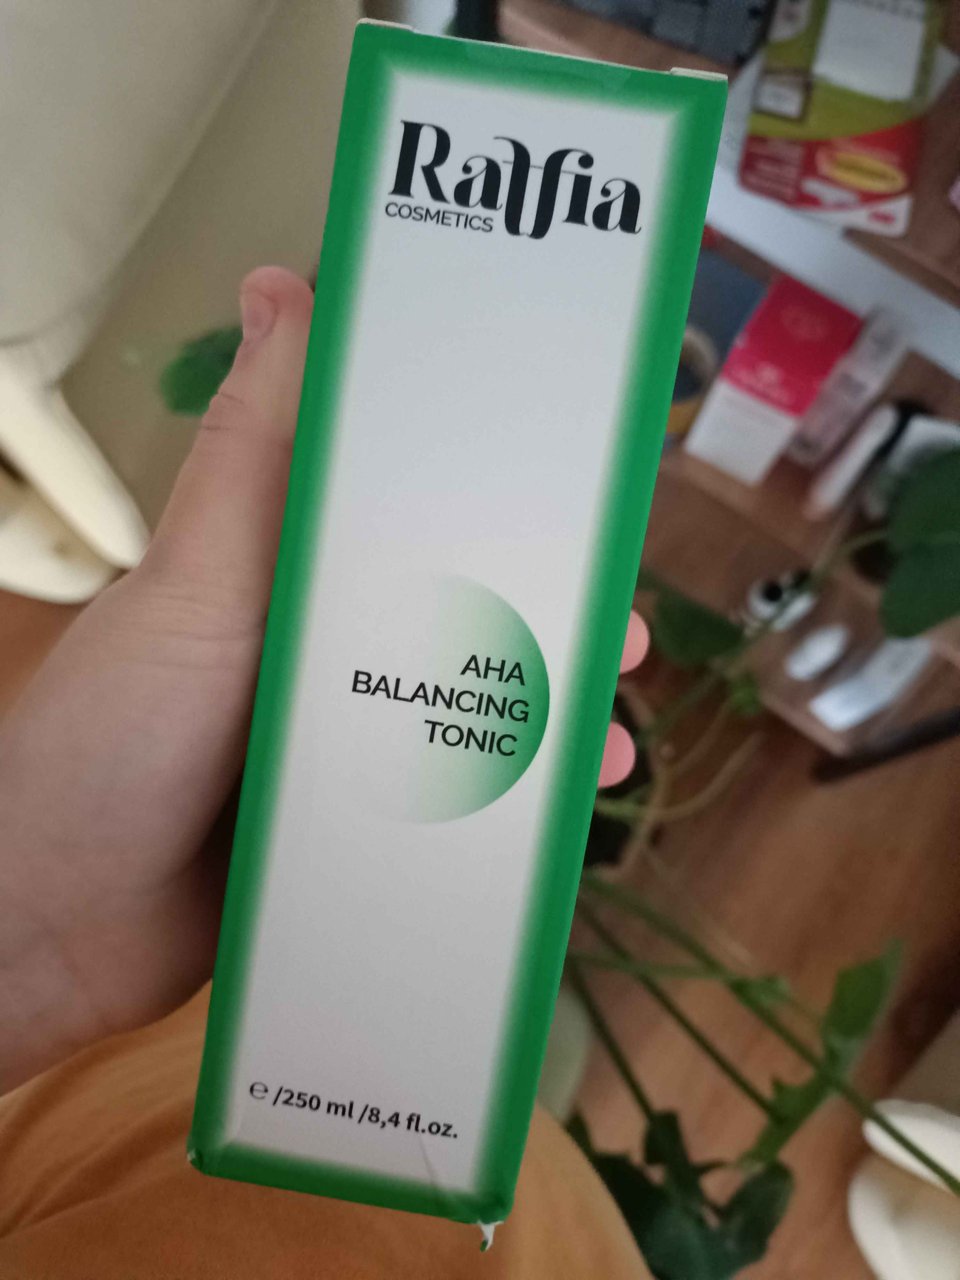 Raffia
COSMETICS
AHA
BALANCING
TONIC
℮ /250 ml /8,4 fl.oz.